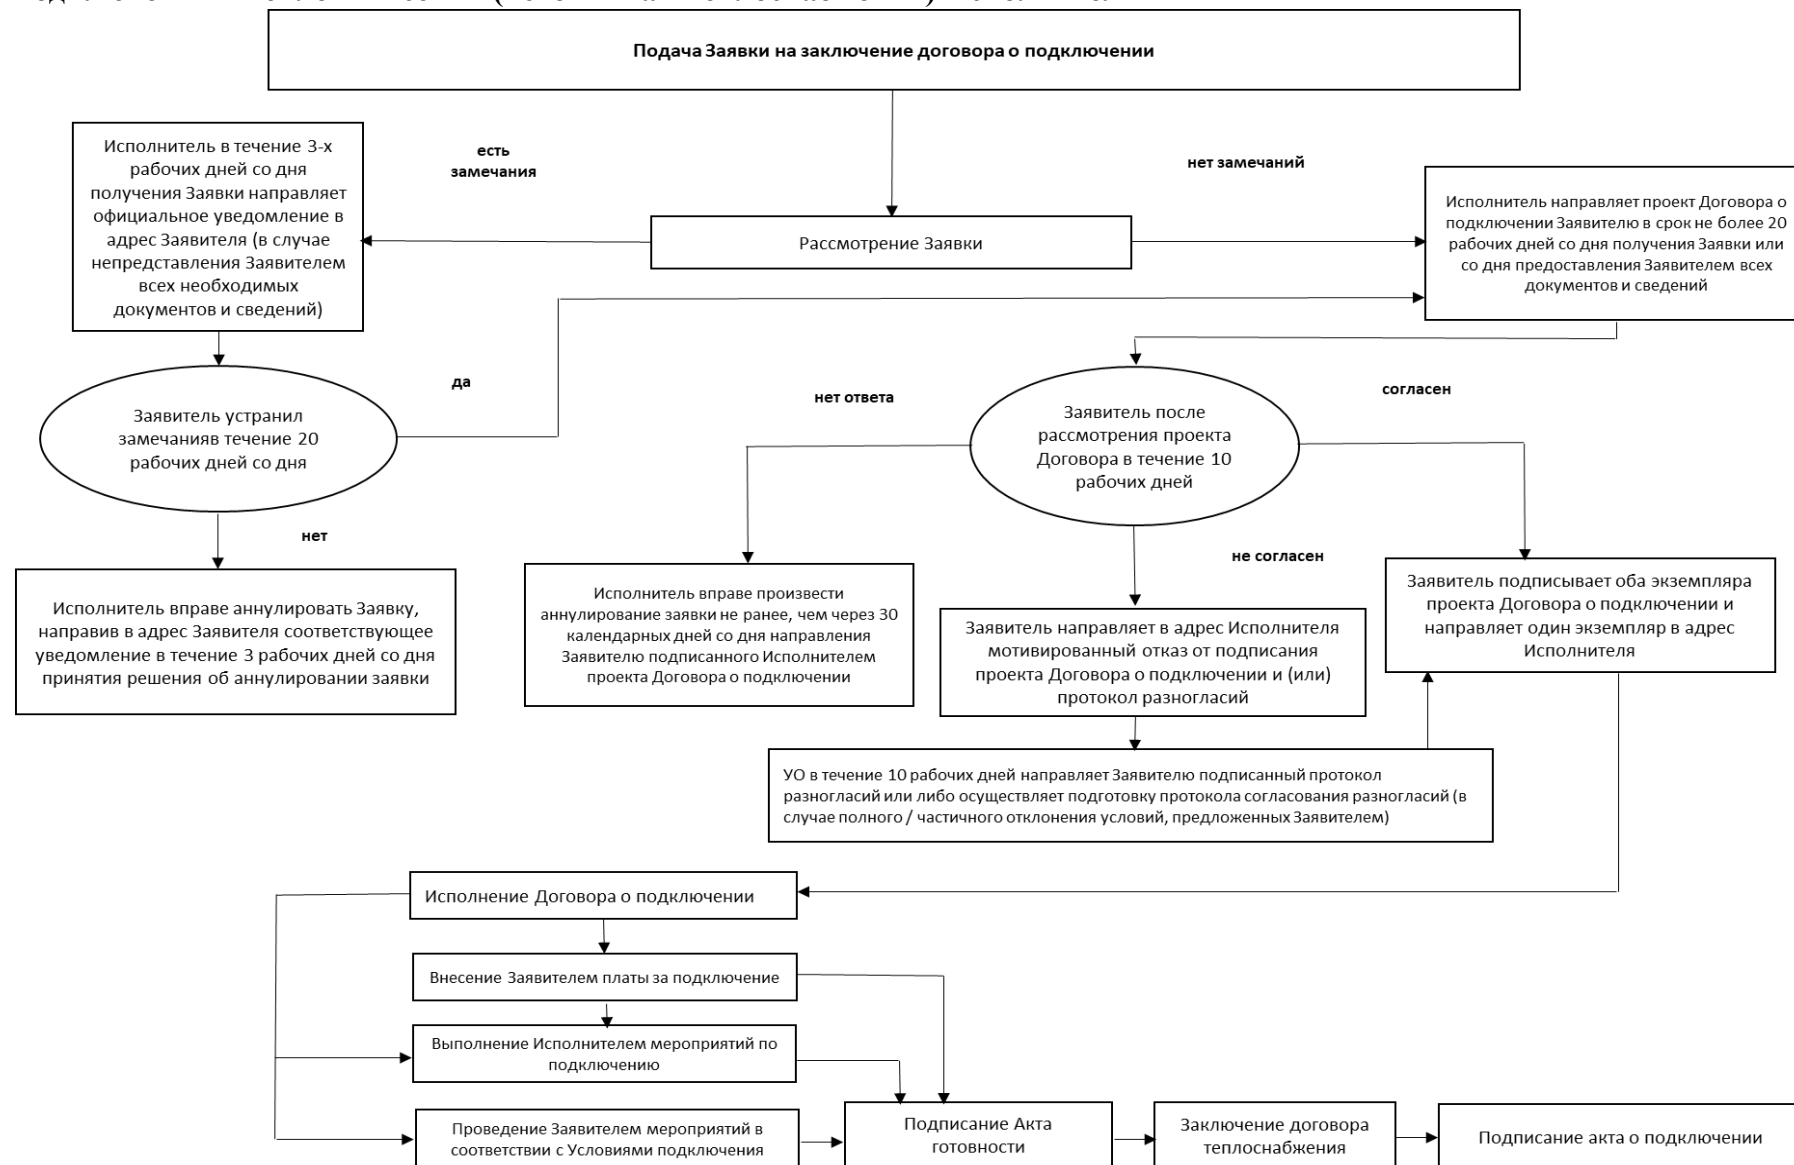 Подача Заявки на заключение договора о подключении
Исполнитель в течение 3-х
рабочих дней со дня
получения Заявки направляет
официальное уведомление в
адрес Заявителя (в случае
непредставления Заявителем
всех необходимых
документов и сведений)
есть
замечания
нет замечаний
Рассмотрение Заявки
Исполнитель направляет проект Договора о
подключении Заявителю в срок не более 20
рабочих дней со дня получения Заявки или
со дня предоставления Заявителем всех
документов и сведений
Заявитель устранил
замечанияв течение 20
рабочих дней со дня
да
нет ответа
Заявитель после
рассмотрения проекта
Договора в течение 10
рабочих дней
согласен
нет
не согласен
Исполнитель вправе аннулировать Заявку,
направив в адрес Заявителя соответствующее
уведомление в течение 3 рабочих дней со дня
принятия решения об аннулировании заявки
Исполнитель вправе произвести
аннулирование заявки не ранее, чем через 30
календарных дней со дня направления
Заявителю подписанного Исполнителем
проекта Договора о подключении
Заявитель направляет в адрес Исполнителя
мотивированный отказ от подписания
проекта Договора о подключении и (или)
протокол разногласий
Заявитель подписывает оба экземпляра
проекта Договора о подключении и
направляет один экземпляр в адрес
Исполнителя
УО в течение 10 рабочих дней направляет Заявителю подписанный протокол
разногласий или либо осуществляет подготовку протокола согласования разногласий (в
случае полного / частичного отклонения условий, предложенных Заявителем)
Исполнение Договора о подключении
Внесение Заявителем платы за подключение
Выполнение Исполнителем мероприятий по
подключению
Проведение Заявителем мероприятий в
соответствии с Условиями подключения
Подписание Акта
готовности
Заключение договора
теплоснабжения
Подписание акта о подключении